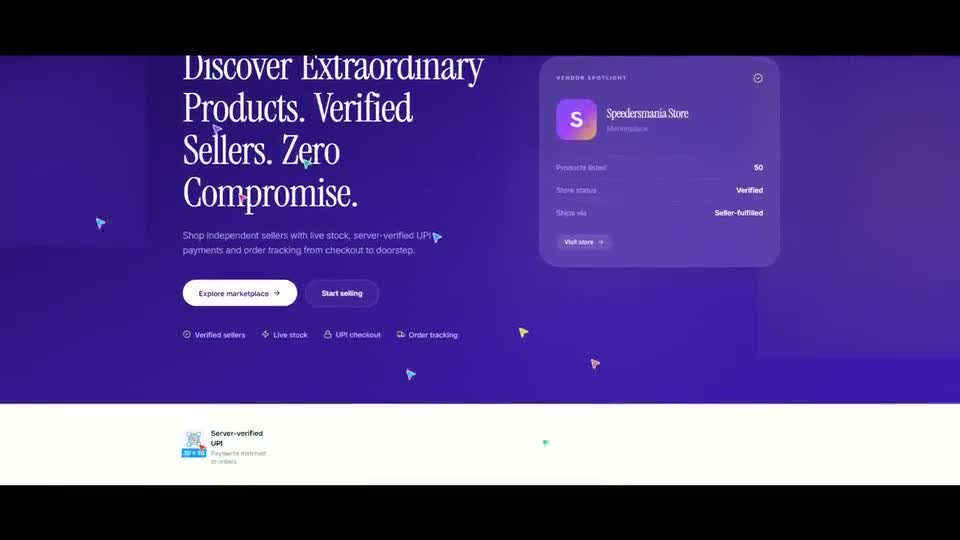 Discover Extraordinary
Products. Verified
Sellers. Zero
Compromise.
Shop independent sellers with live stock, server-verified UPI
payments and order tracking from checkout to doorstep.
Explore marketplace →
Start selling
Verified sellers
Live stock
UPI checkout
Order tracking
VENDOR SPOTLIGHT
S
Speedersmania Store
Marketplace
Products listed 50
Store status Verified
Ships via Seller-fulfilled
Visit store →
Server-verified
UPI
Payments matched
to orders.